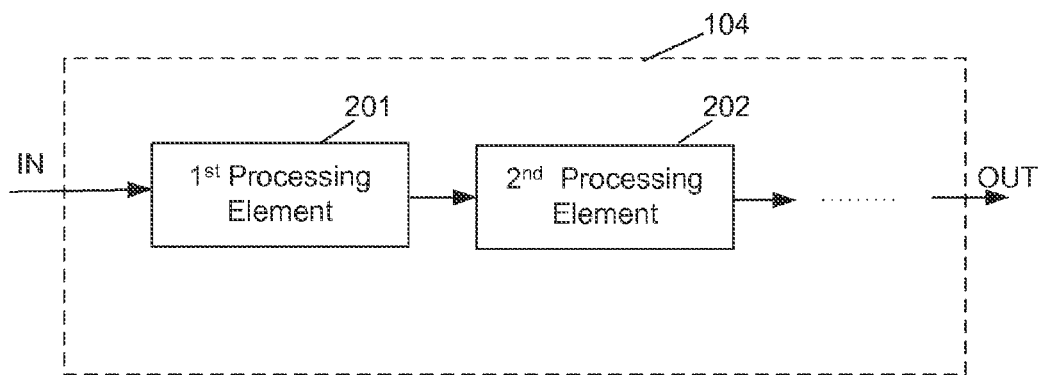 104
201
202
IN
1st Processing
Element
2nd Processing
Element
........
OUT